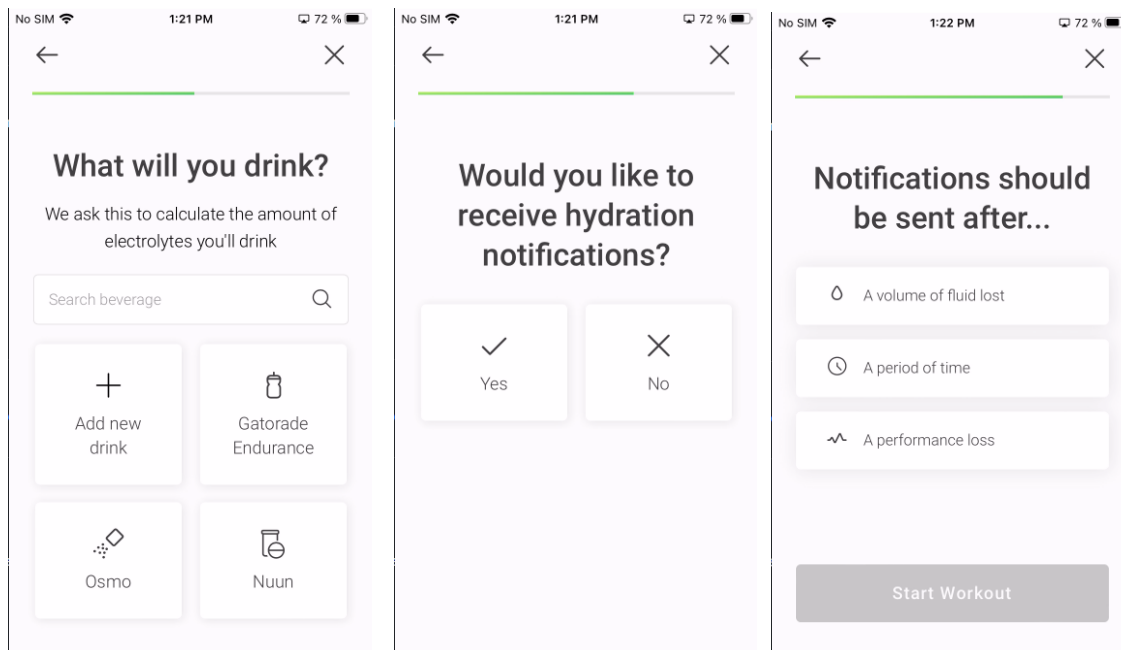 No SIM 1:21 PM 72 %
What will you drink?
We ask this to calculate the amount of
electrolytes you'll drink
Search beverage
Add new
drink
Gatorade
Endurance
Osmo
Nuun
No SIM 1:21 PM 72 %
Would you like to
receive hydration
notifications?
Yes
No
No SIM 1:22 PM 72 %
Notifications should
be sent after...
A volume of fluid lost
A period of time
A performance loss
Start Workout